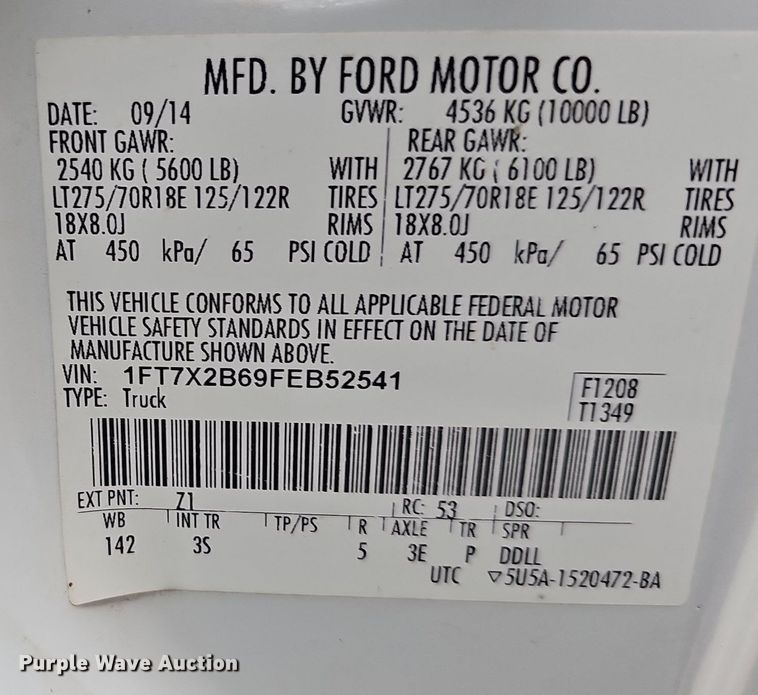 MFD. BY FORD MOTOR CO.
DATE: 09/14 GVWR: 4536 KG (10000 LB)
FRONT GAWR: REAR GAWR:
2540 KG ( 5600 LB) WITH 2767 KG ( 6100 LB) WITH
LT275/70R18E 125/122R TIRES LT275/70R18E 125/122R TIRES
18X8.0J RIMS 18X8.0J RIMS
AT 450 kPa/ 65 PSI COLD AT 450 kPa/ 65 PSI COLD
THIS VEHICLE CONFORMS TO ALL APPLICABLE FEDERAL MOTOR
VEHICLE SAFETY STANDARDS IN EFFECT ON THE DATE OF
MANUFACTURE SHOWN ABOVE.
VIN: 1FT7X2B69FEB52541
TYPE: Truck
F1208
T1349
EXT PNT: Z1 RC: 53 DSO:
WB INT TR TP/PS R AXLE TR SPR
142 3S 5 3E P DDLL
UTC ▽5U5A-1520472-BA
Purple Wave Auction